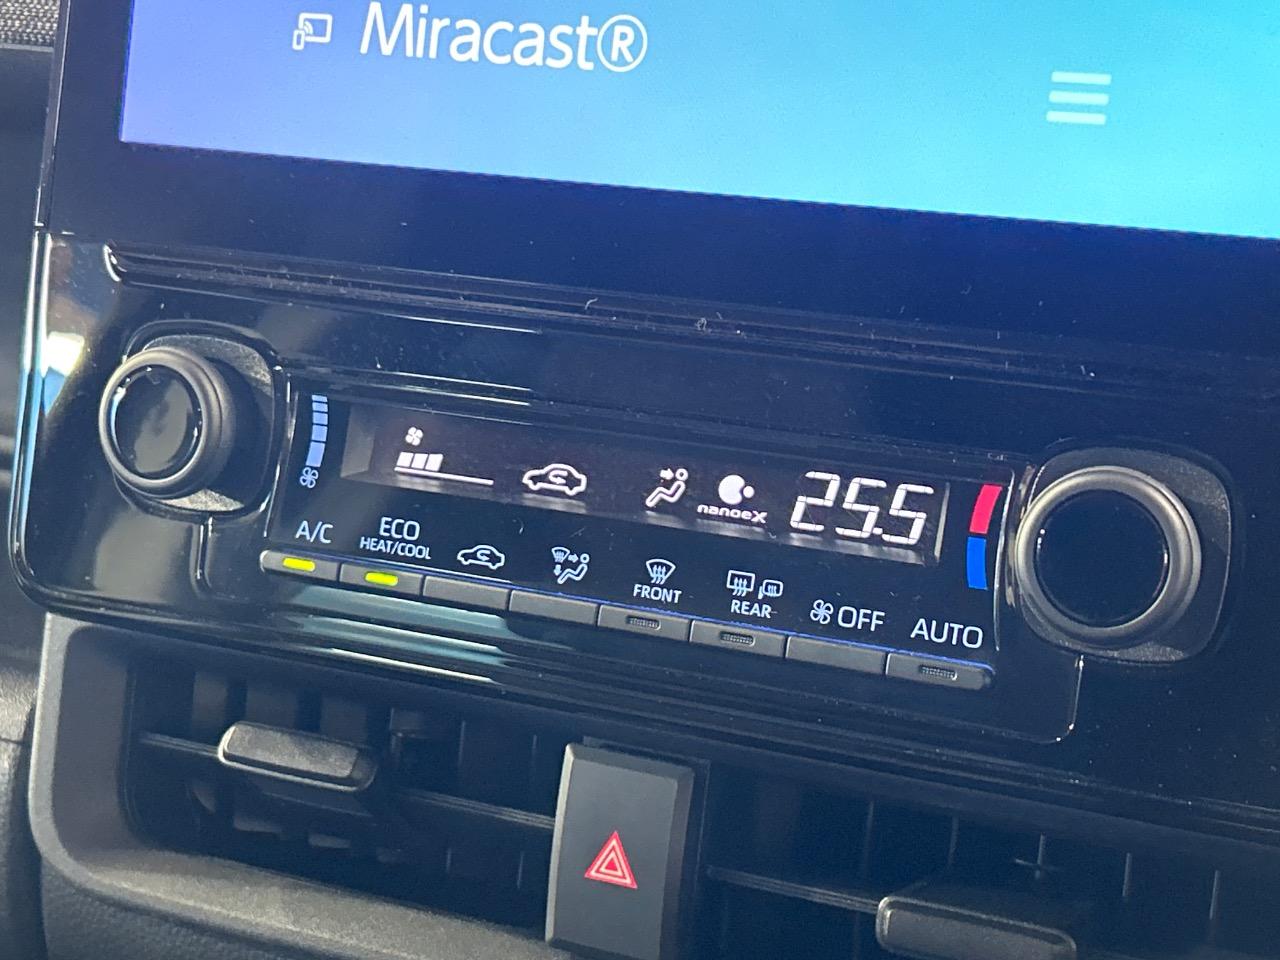 Miracast®
nanoeX
25.5
A/C
ECO
HEAT/COOL
FRONT
REAR
OFF
AUTO